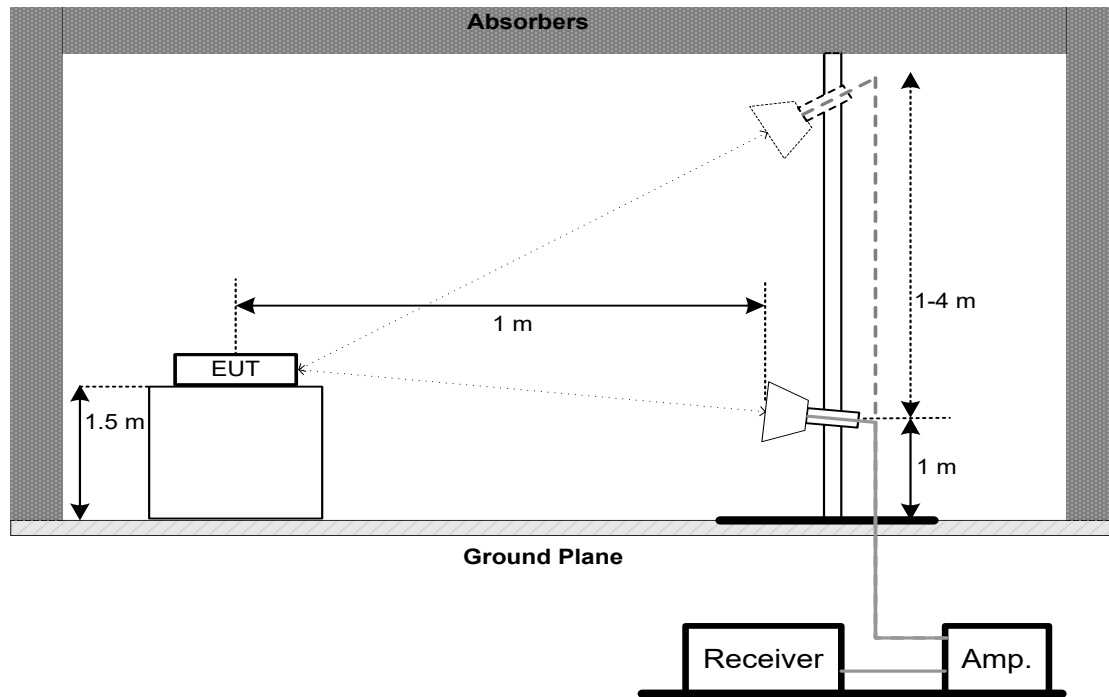 Absorbers
1-4 m
1 m
EUT
1.5 m
1 m
Ground Plane
Receiver
Amp.